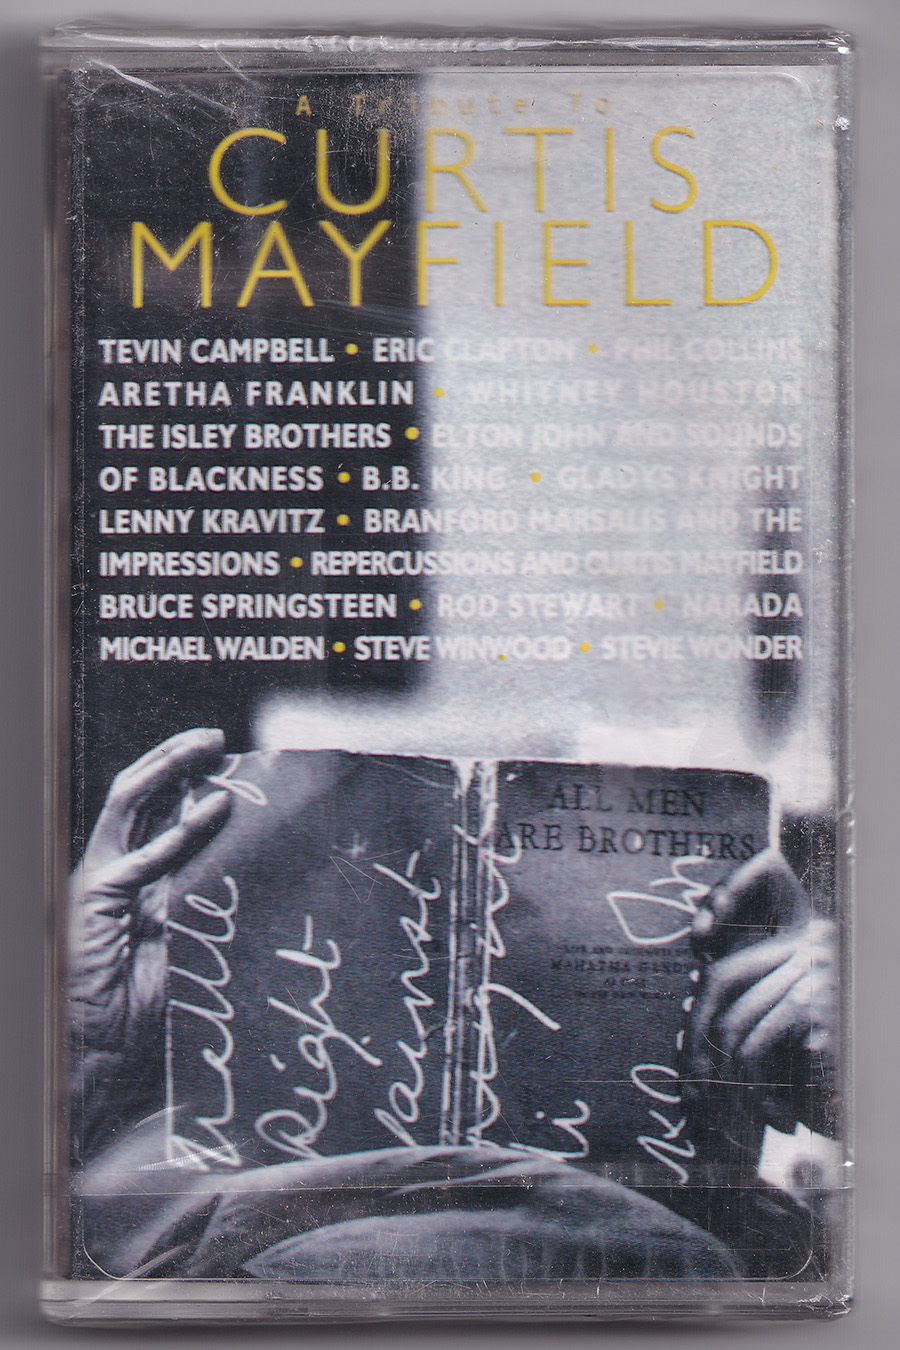 A Tribute To
CURTIS
MAYFIELD
TEVIN CAMPBELL • ERIC CLAPTON • PHIL COLLINS
ARETHA FRANKLIN • WHITNEY HOUSTON
THE ISLEY BROTHERS • ELTON JOHN AND SOUNDS
OF BLACKNESS • B.B. KING • GLADYS KNIGHT
LENNY KRAVITZ • BRANFORD MARSALIS AND THE
IMPRESSIONS • REPERCUSSIONS AND CURTIS MAYFIELD
BRUCE SPRINGSTEEN • ROD STEWART • NARADA
MICHAEL WALDEN • STEVE WINWOOD • STEVIE WONDER
ALL MEN
ARE BROTHERS
MAHATMA GANDHI
Right